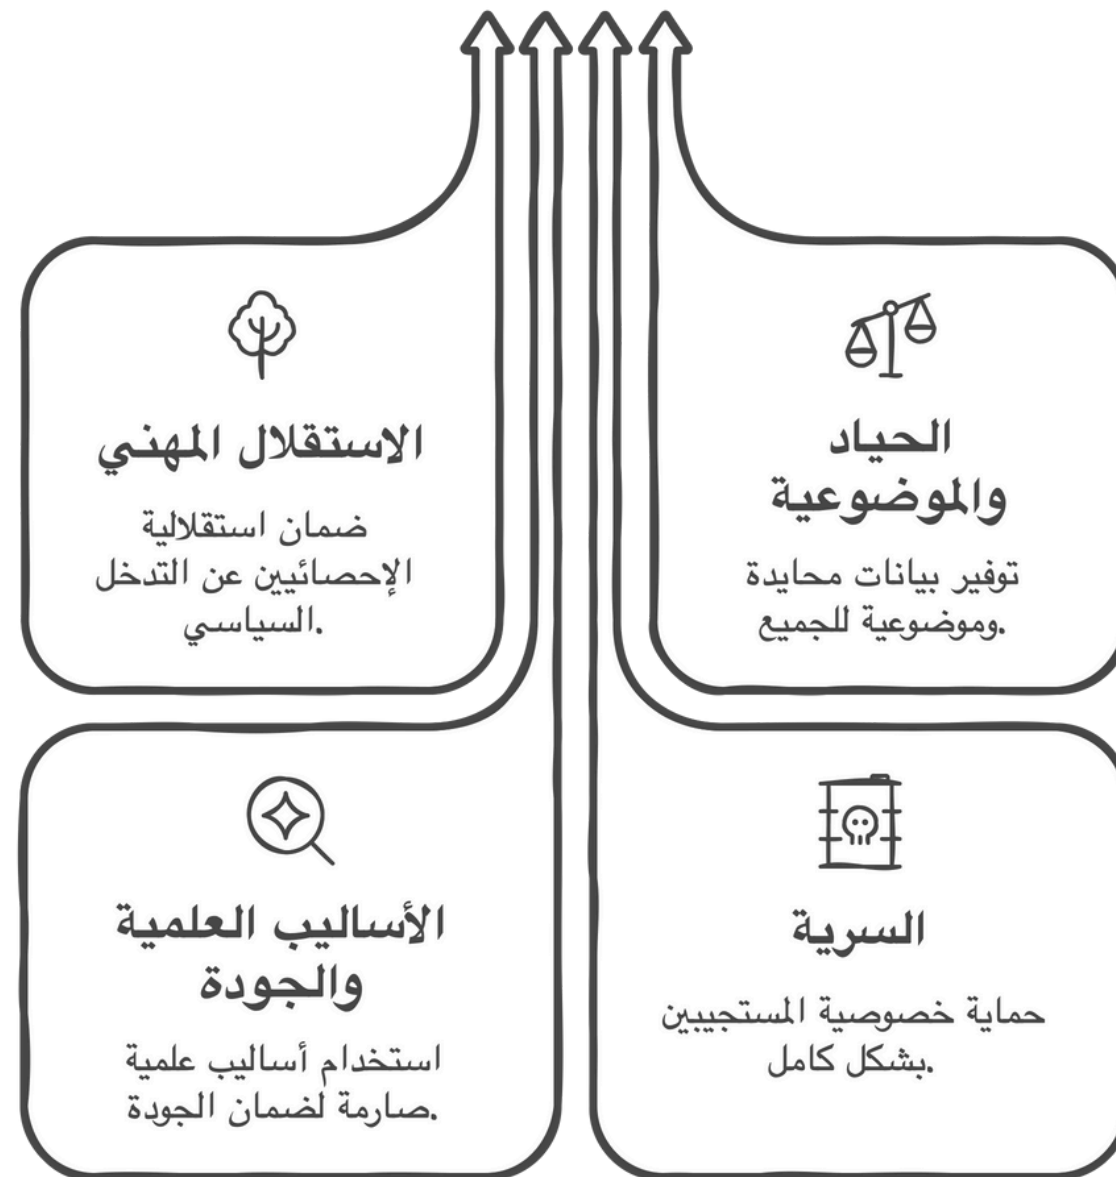 الحياد
والموضوعية
توفير بيانات محايدة
وموضوعية للجميع.
الاستقلال المهني
ضمان استقلالية
الإحصائيين عن التدخل
السياسي.
السرية
حماية خصوصية المستجيبين
بشكل كامل.
الأساليب العلمية
والجودة
استخدام أساليب علمية
صارمة لضمان الجودة.